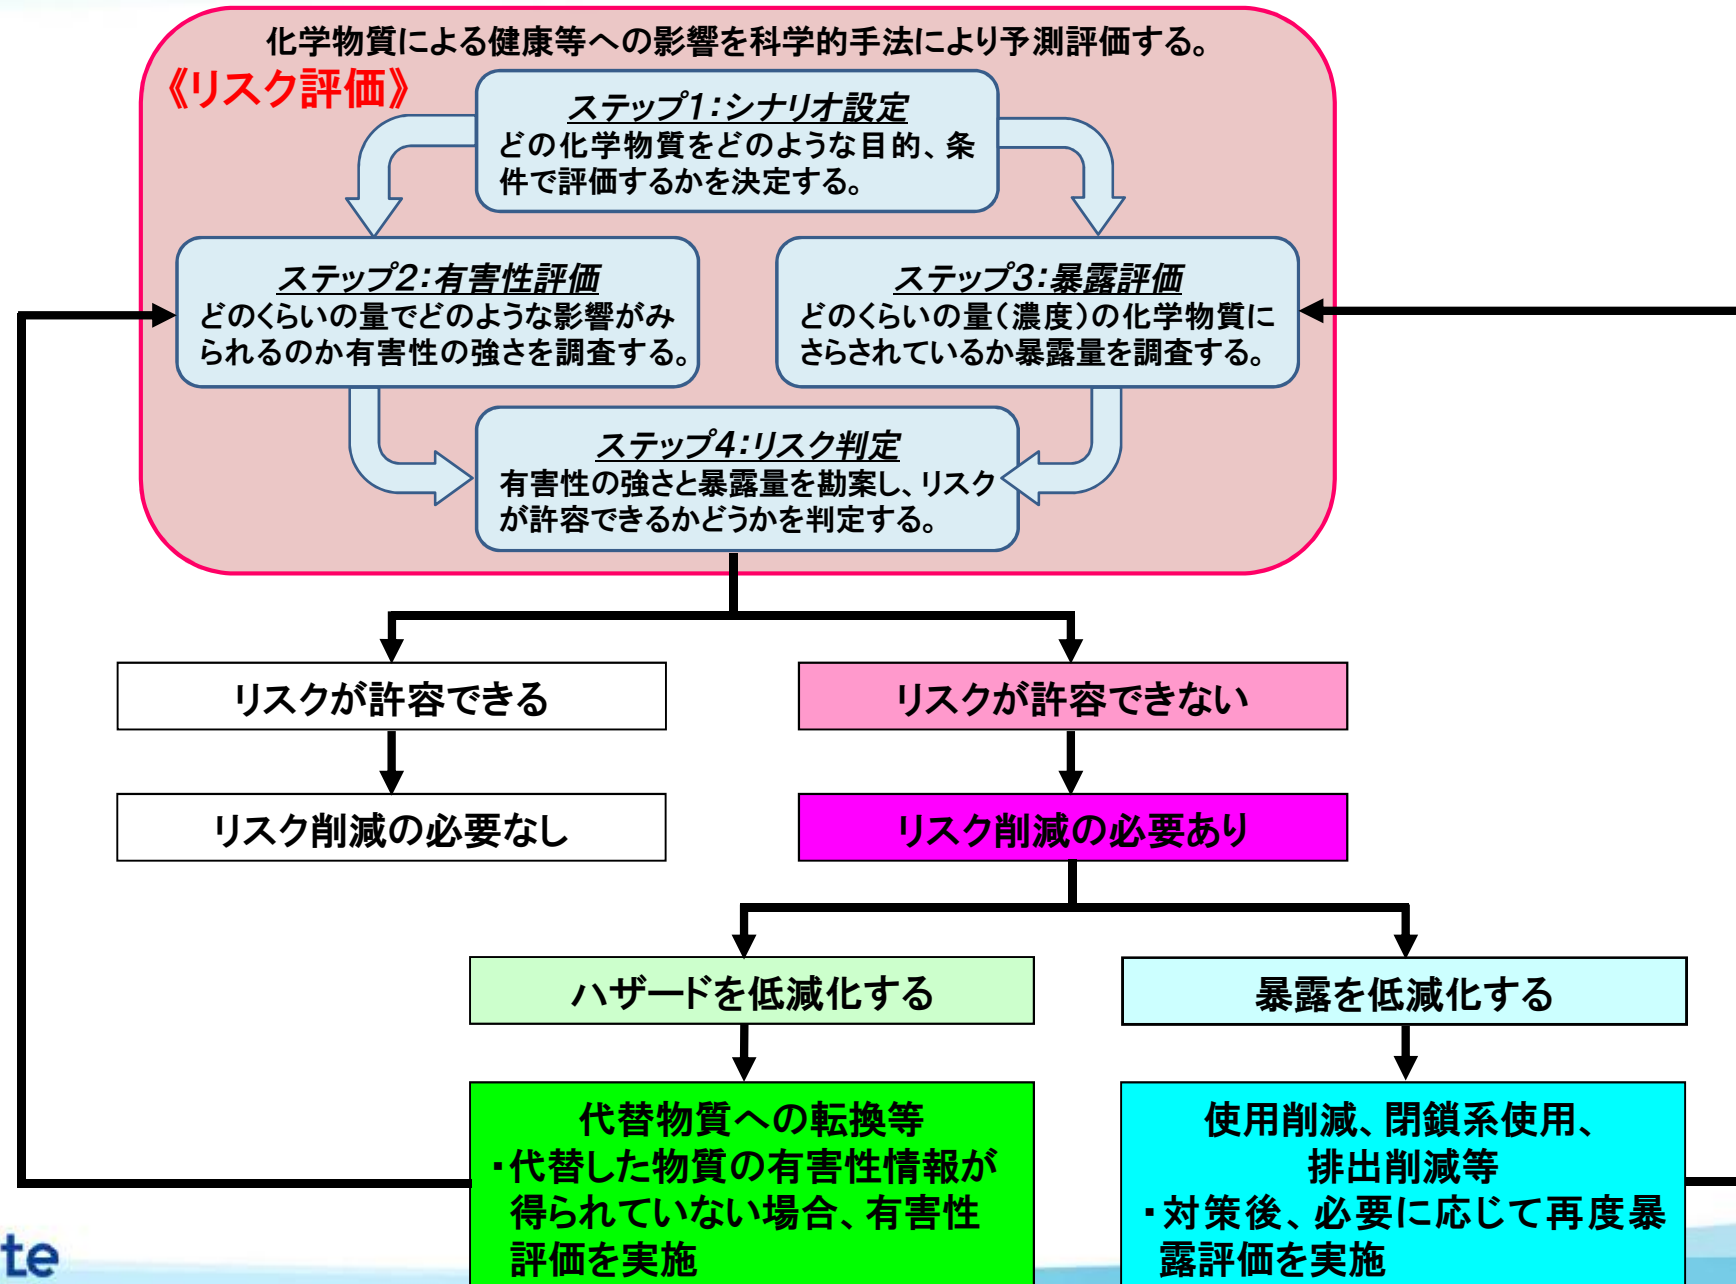 化学物質による健康等への影響を科学的手法により予測評価する。
《リスク評価》
ステップ1：シナリオ設定
どの化学物質をどのような目的、条
件で評価するかを決定する。
ステップ2：有害性評価
どのくらいの量でどのような影響がみ
られるのか有害性の強さを調査する。
ステップ3：暴露評価
どのくらいの量（濃度）の化学物質に
さらされているか暴露量を調査する。
ステップ4：リスク判定
有害性の強さと暴露量を勘案し、リスク
が許容できるかどうかを判定する。
リスクが許容できる
リスクが許容できない
リスク削減の必要なし
リスク削減の必要あり
ハザードを低減化する
暴露を低減化する
代替物質への転換等
・代替した物質の有害性情報が
得られていない場合、有害性
評価を実施
使用削減、閉鎖系使用、
排出削減等
・対策後、必要に応じて再度暴
露評価を実施
te